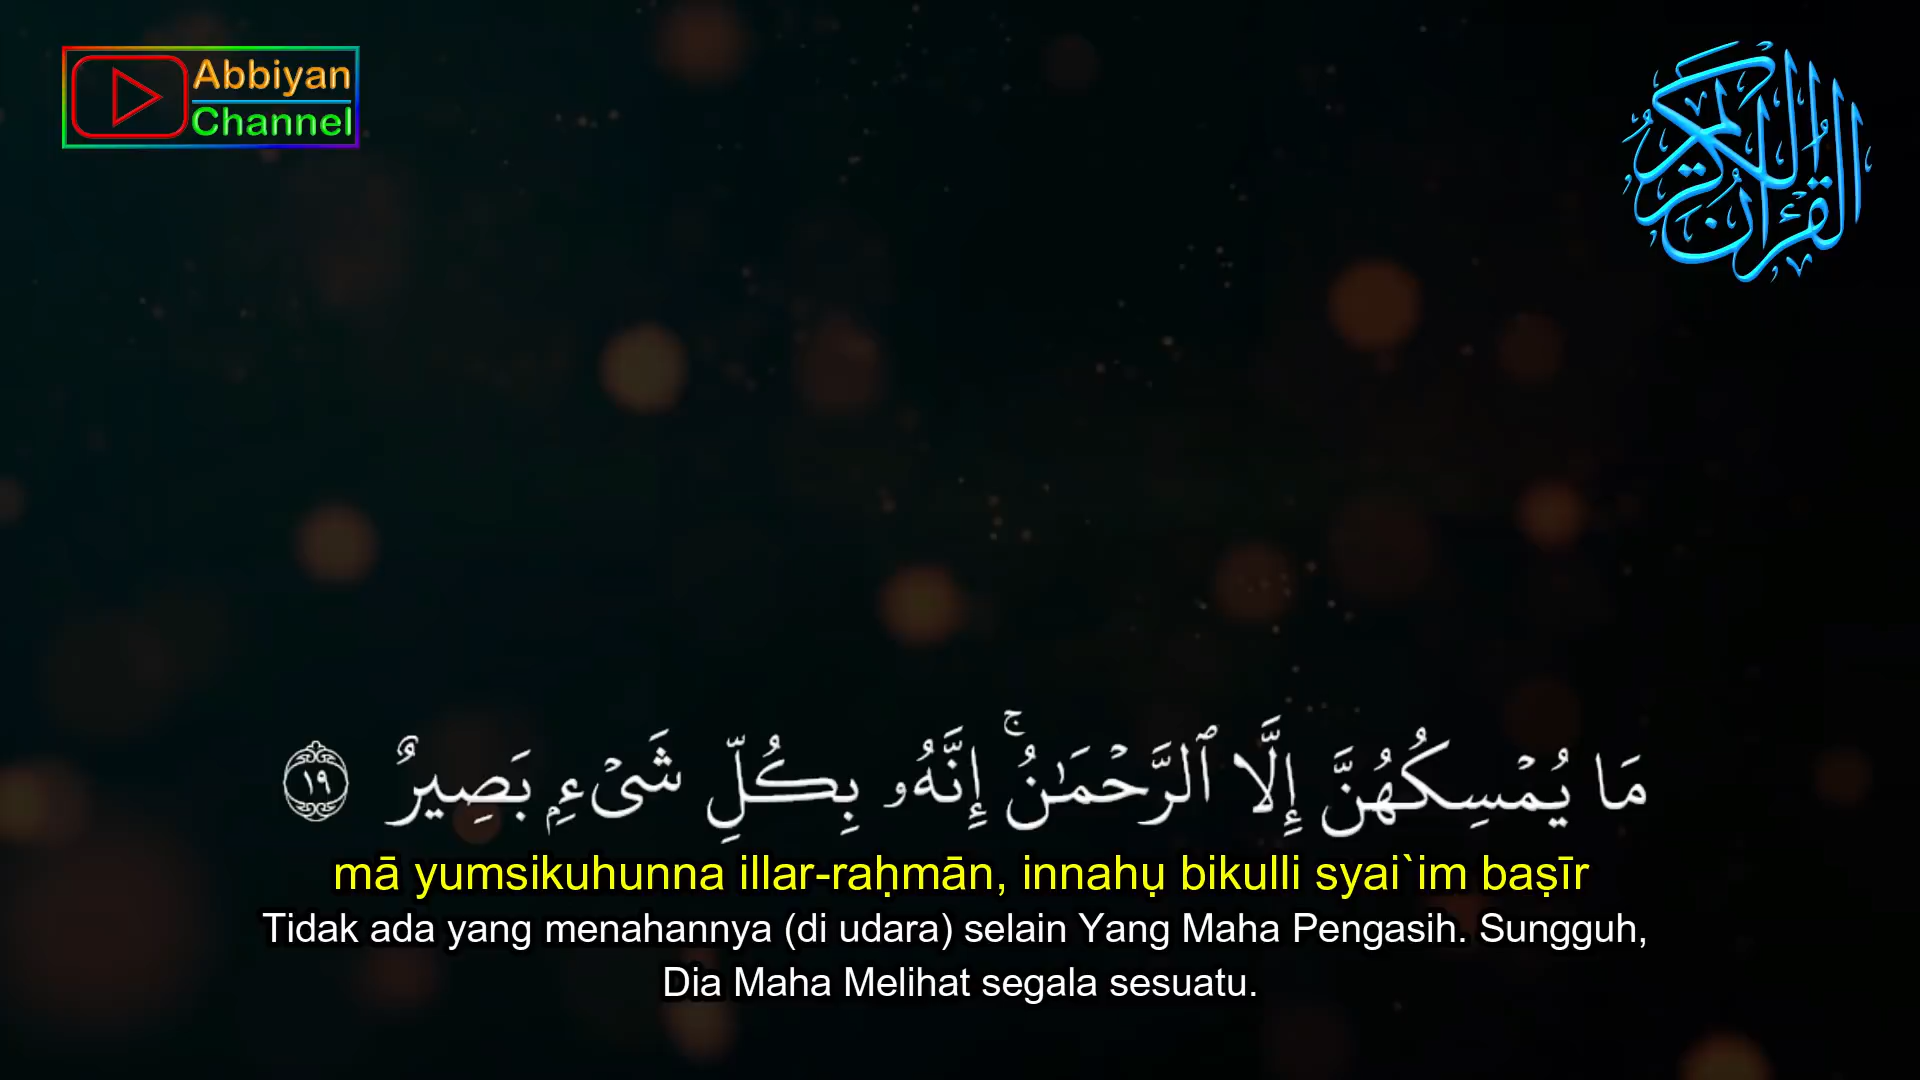 Abbiyan
Channel
القرآن الكريم
مَا يُمْسِكُهُنَّ إِلَّا ٱلرَّحْمَـٰنُ ۚ إِنَّهُۥ بِكُلِّ شَىْءٍۭ بَصِيرٌ ١٩
mā yumsikuhunna illar-raḥmān, innahụ bikulli syai`im baṣīr
Tidak ada yang menahannya (di udara) selain Yang Maha Pengasih. Sungguh,
Dia Maha Melihat segala sesuatu.